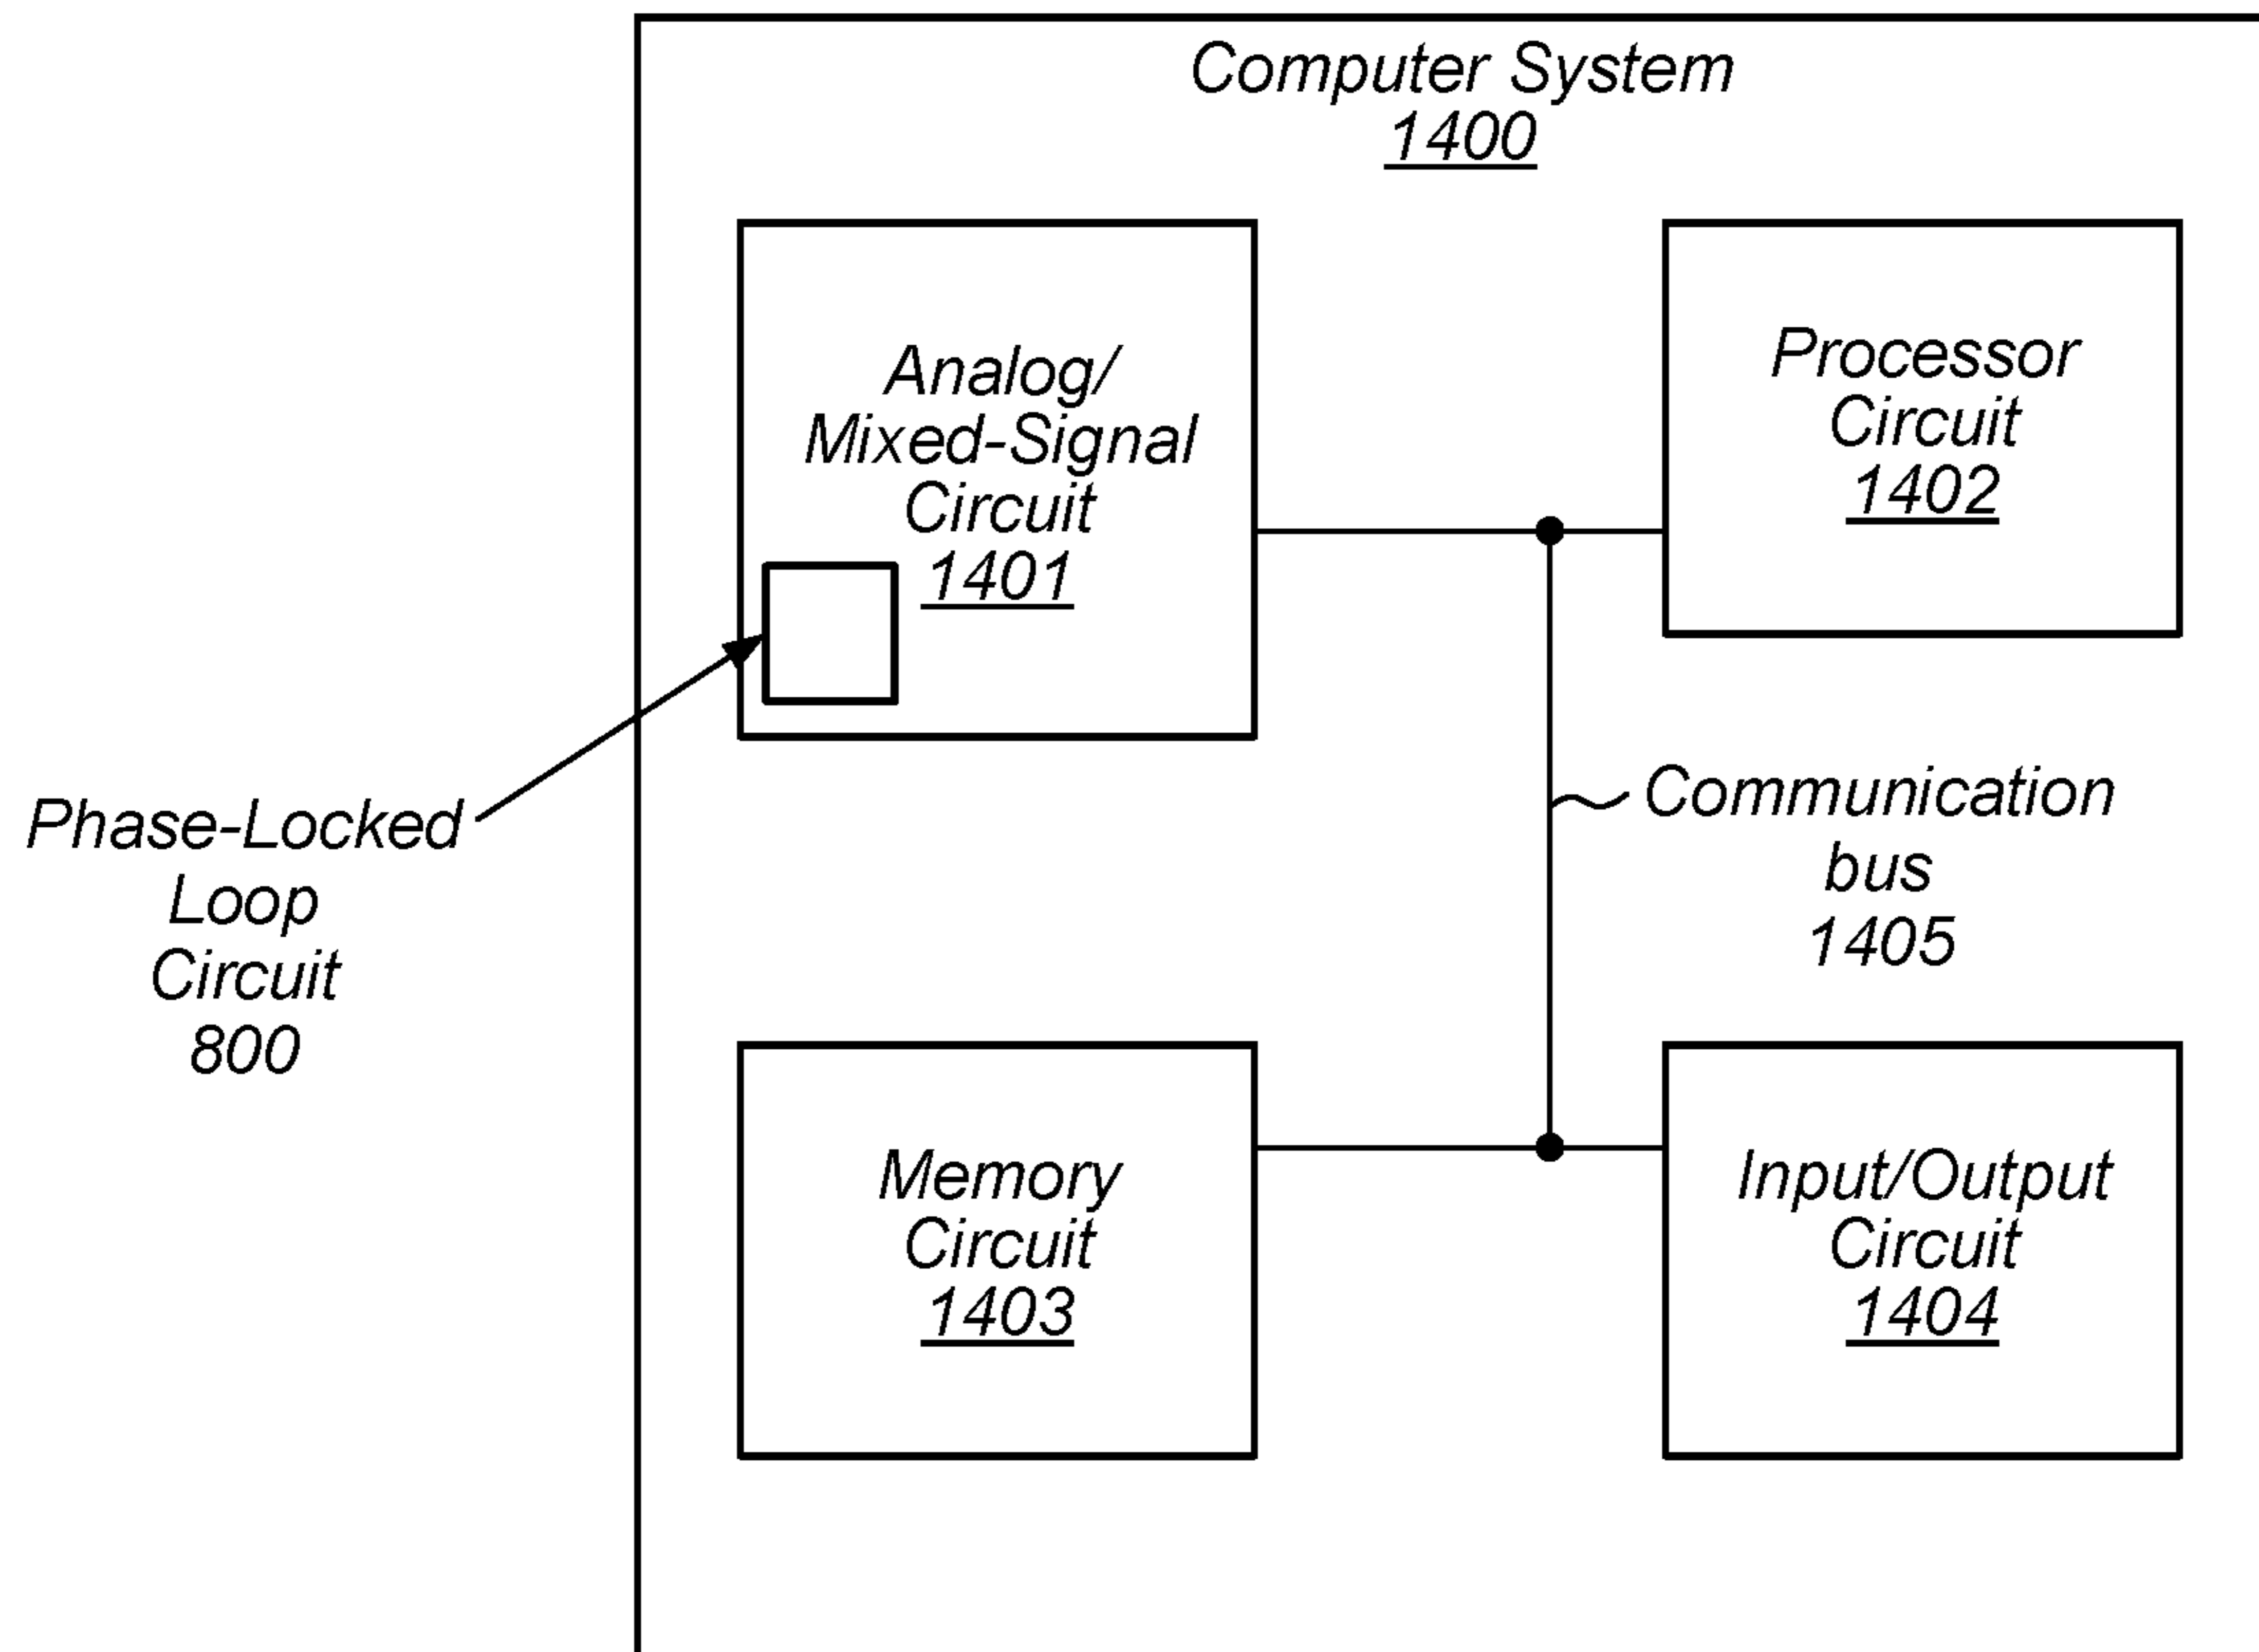 Computer System
1400
Analog/
Mixed-Signal
Circuit
1401
Processor
Circuit
1402
Phase-Locked
Loop
Circuit
800
Communication
bus
1405
Memory
Circuit
1403
Input/Output
Circuit
1404